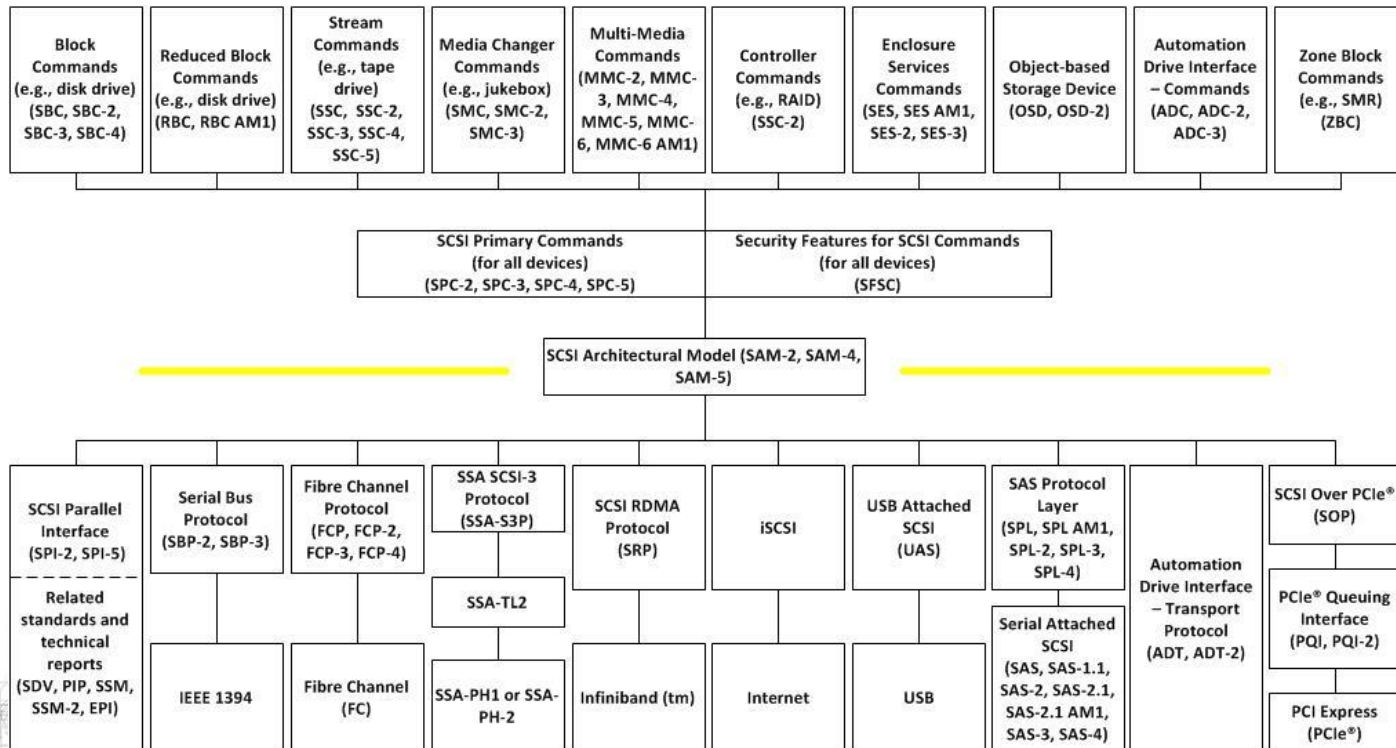 Block
Commands
(e.g., disk drive)
(SBC, SBC-2,
SBC-3, SBC-4)
Reduced Block
Commands
(e.g., disk drive)
(RBC, RBC AM1)
Stream
Commands
(e.g., tape
drive)
(SSC, SSC-2,
SSC-3, SSC-4,
SSC-5)
Media Changer
Commands
(e.g., jukebox)
(SMC, SMC-2,
SMC-3)
Multi-Media
Commands
(MMC-2, MMC-
3, MMC-4,
MMC-5, MMC-
6, MMC-6 AM1)
Controller
Commands
(e.g., RAID)
(SSC-2)
Enclosure
Services
Commands
(SES, SES AM1,
SES-2, SES-3)
Object-based
Storage Device
(OSD, OSD-2)
Automation
Drive Interface
– Commands
(ADC, ADC-2,
ADC-3)
Zone Block
Commands
(e.g., SMR)
(ZBC)
SCSI Primary Commands
(for all devices)
(SPC-2, SPC-3, SPC-4, SPC-5)
Security Features for SCSI Commands
(for all devices)
(SFSC)
SCSI Architectural Model (SAM-2, SAM-4,
SAM-5)
SCSI Parallel
Interface
(SPI-2, SPI-5)
Related
standards and
technical
reports
(SDV, PIP, SSM,
SSM-2, EPI)
Serial Bus
Protocol
(SBP-2, SBP-3)
IEEE 1394
Fibre Channel
Protocol
(FCP, FCP-2,
FCP-3, FCP-4)
Fibre Channel
(FC)
SSA SCSI-3
Protocol
(SSA-S3P)
SSA-TL2
SSA-PH1 or SSA-
PH-2
SCSI RDMA
Protocol
(SRP)
Infiniband (tm)
iSCSI
Internet
USB Attached
SCSI
(UAS)
USB
SAS Protocol
Layer
(SPL, SPL AM1,
SPL-2, SPL-3,
SPL-4)
Serial Attached
SCSI
(SAS, SAS-1.1,
SAS-2, SAS-2.1,
SAS-2.1 AM1,
SAS-3, SAS-4)
Automation
Drive Interface
– Transport
Protocol
(ADT, ADT-2)
SCSI Over PCIe®
(SOP)
PCIe® Queuing
Interface
(PQI, PQI-2)
PCI Express
(PCIe®)